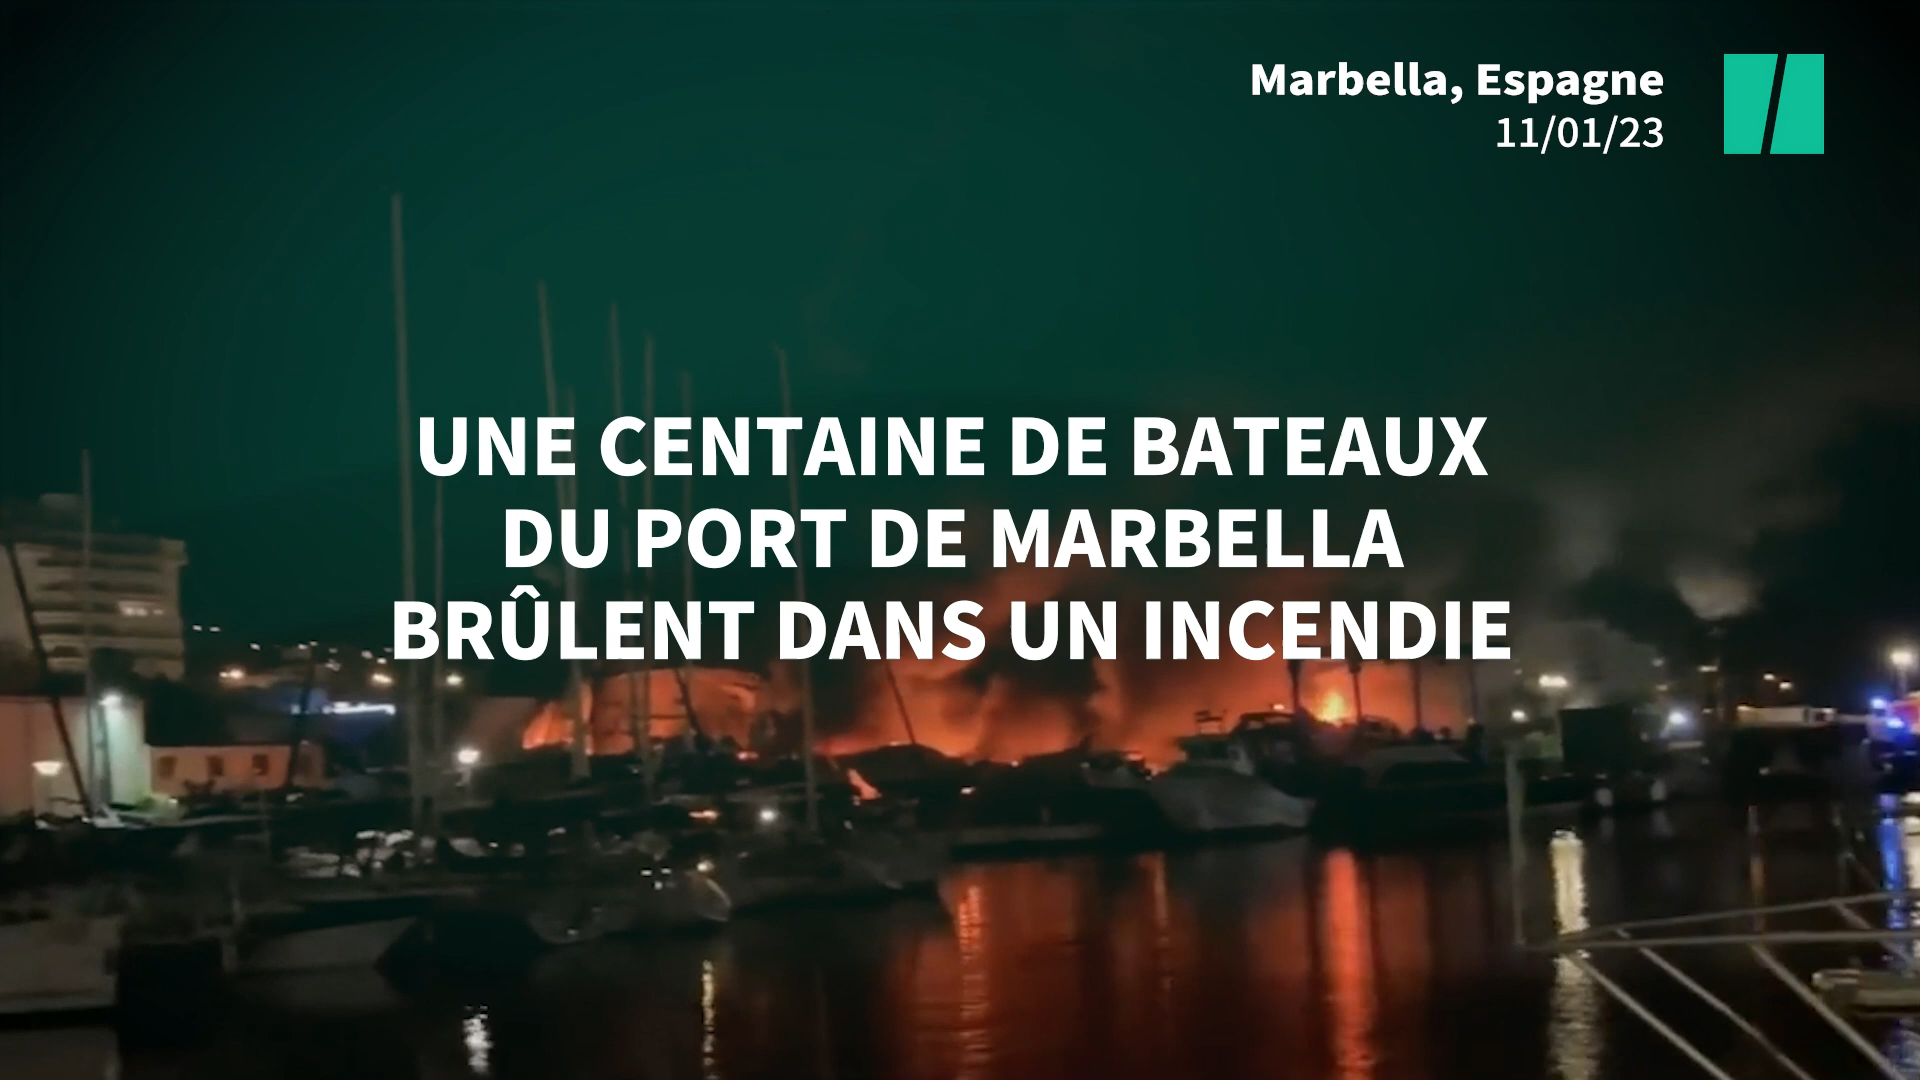 Marbella, Espagne
11/01/23
UNE CENTAINE DE BATEAUX
DU PORT DE MARBELLA
BRÛLENT DANS UN INCENDIE